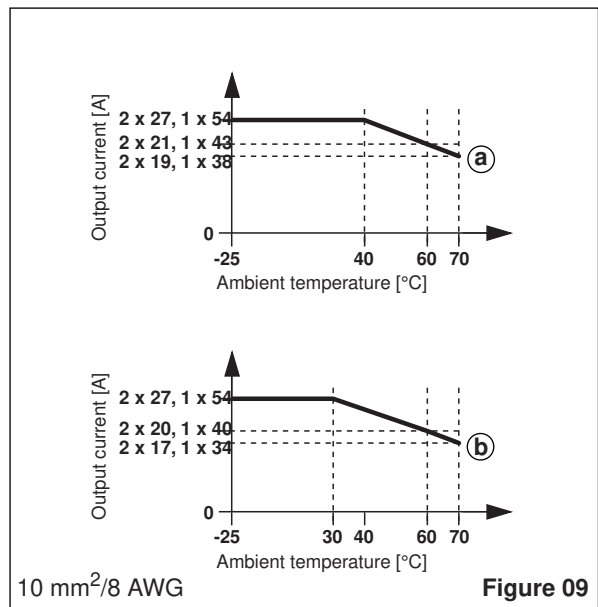 Output current [A]
2 x 27, 1 x 54
2 x 21, 1 x 43
2 x 19, 1 x 38
a
0
-25 40 60 70
Ambient temperature [°C]
Output current [A]
2 x 27, 1 x 54
2 x 20, 1 x 40
2 x 17, 1 x 34
b
0
-25 30 40 60 70
Ambient temperature [°C]
10 mm²/8 AWG Figure 09